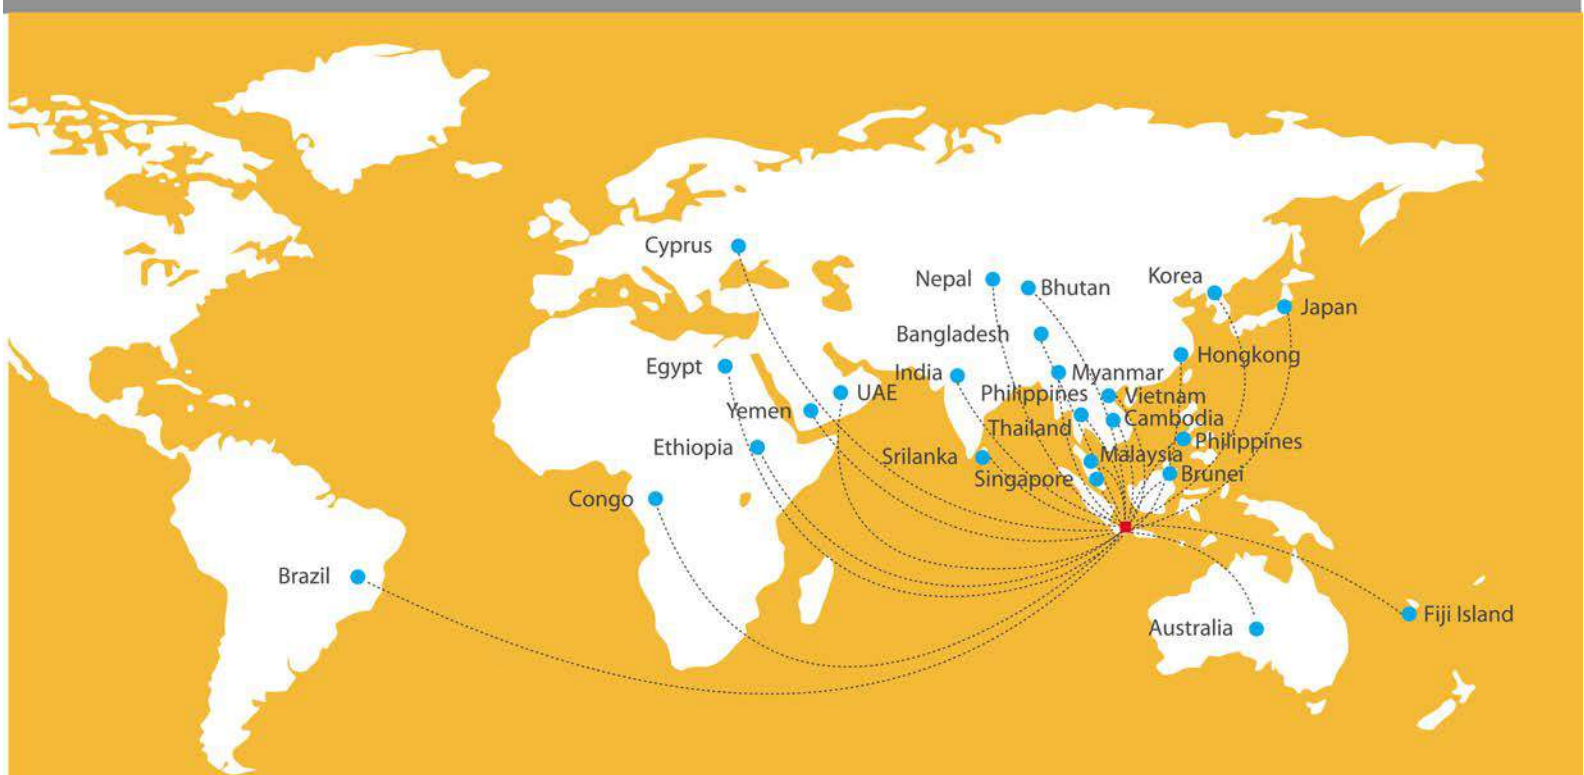 Cyprus
Nepal
Bhutan
Korea
Japan
Bangladesh
Hongkong
Egypt
India
Myanmar
UAE
Philippines
Vietnam
Yemen
Cambodia
Thailand
Philippines
Ethiopia
Srilanka
Malaysia
Singapore
Brunei
Congo
Brazil
Fiji Island
Australia